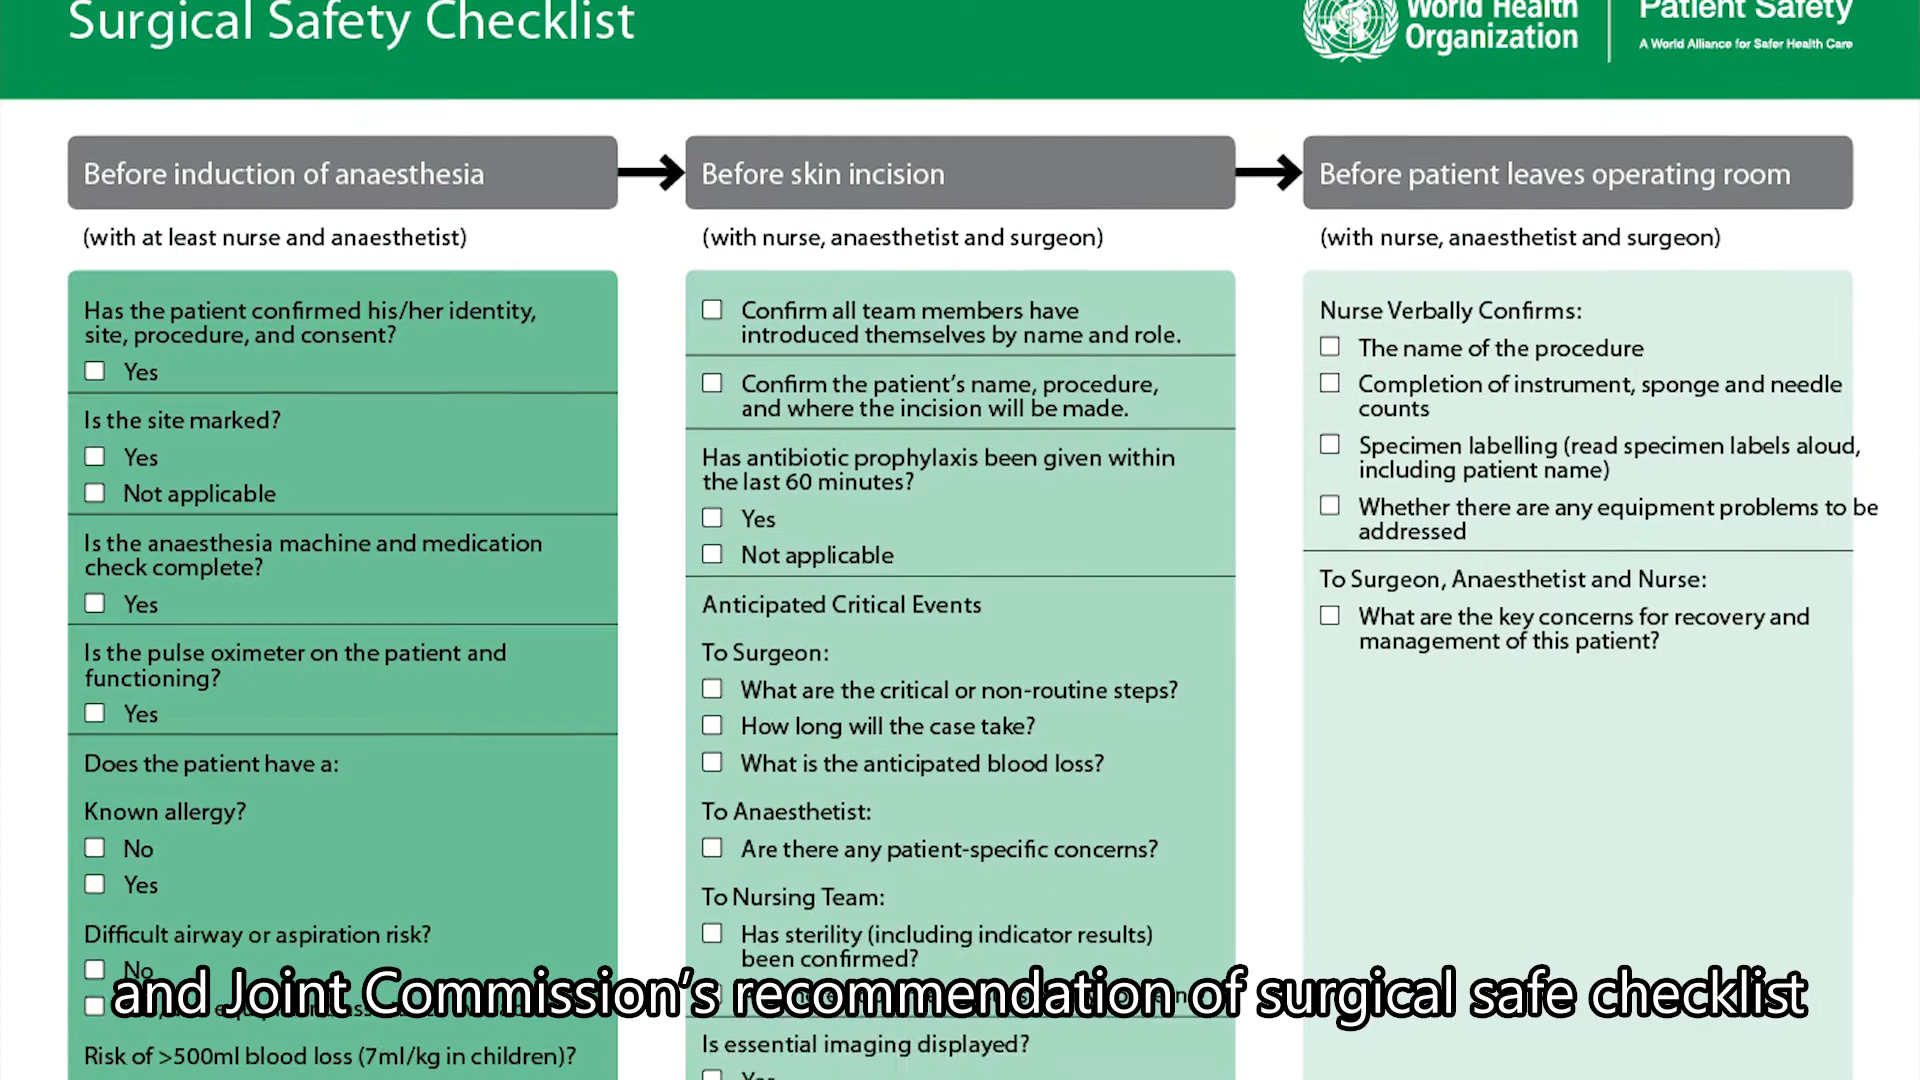 Surgical Safety Checklist
World Health
Organization
Patient Safety
A World Alliance for Safer Health Care
Before induction of anaesthesia
(with at least nurse and anaesthetist)
Has the patient confirmed his/her identity,
site, procedure, and consent?
Yes
Is the site marked?
Yes
Not applicable
Is the anaesthesia machine and medication
check complete?
Yes
Is the pulse oximeter on the patient and
functioning?
Yes
Does the patient have a:
Known allergy?
No
Yes
Difficult airway or aspiration risk?
No
Risk of >500ml blood loss (7ml/kg in children)?
Before skin incision
(with nurse, anaesthetist and surgeon)
Confirm all team members have
introduced themselves by name and role.
Confirm the patient's name, procedure,
and where the incision will be made.
Has antibiotic prophylaxis been given within
the last 60 minutes?
Yes
Not applicable
Anticipated Critical Events
To Surgeon:
What are the critical or non-routine steps?
How long will the case take?
What is the anticipated blood loss?
To Anaesthetist:
Are there any patient-specific concerns?
To Nursing Team:
Has sterility (including indicator results)
been confirmed?
Is essential imaging displayed?
Yes
Before patient leaves operating room
(with nurse, anaesthetist and surgeon)
Nurse Verbally Confirms:
The name of the procedure
Completion of instrument, sponge and needle
counts
Specimen labelling (read specimen labels aloud,
including patient name)
Whether there are any equipment problems to be
addressed
To Surgeon, Anaesthetist and Nurse:
What are the key concerns for recovery and
management of this patient?
and Joint Commission's recommendation of surgical safe checklist